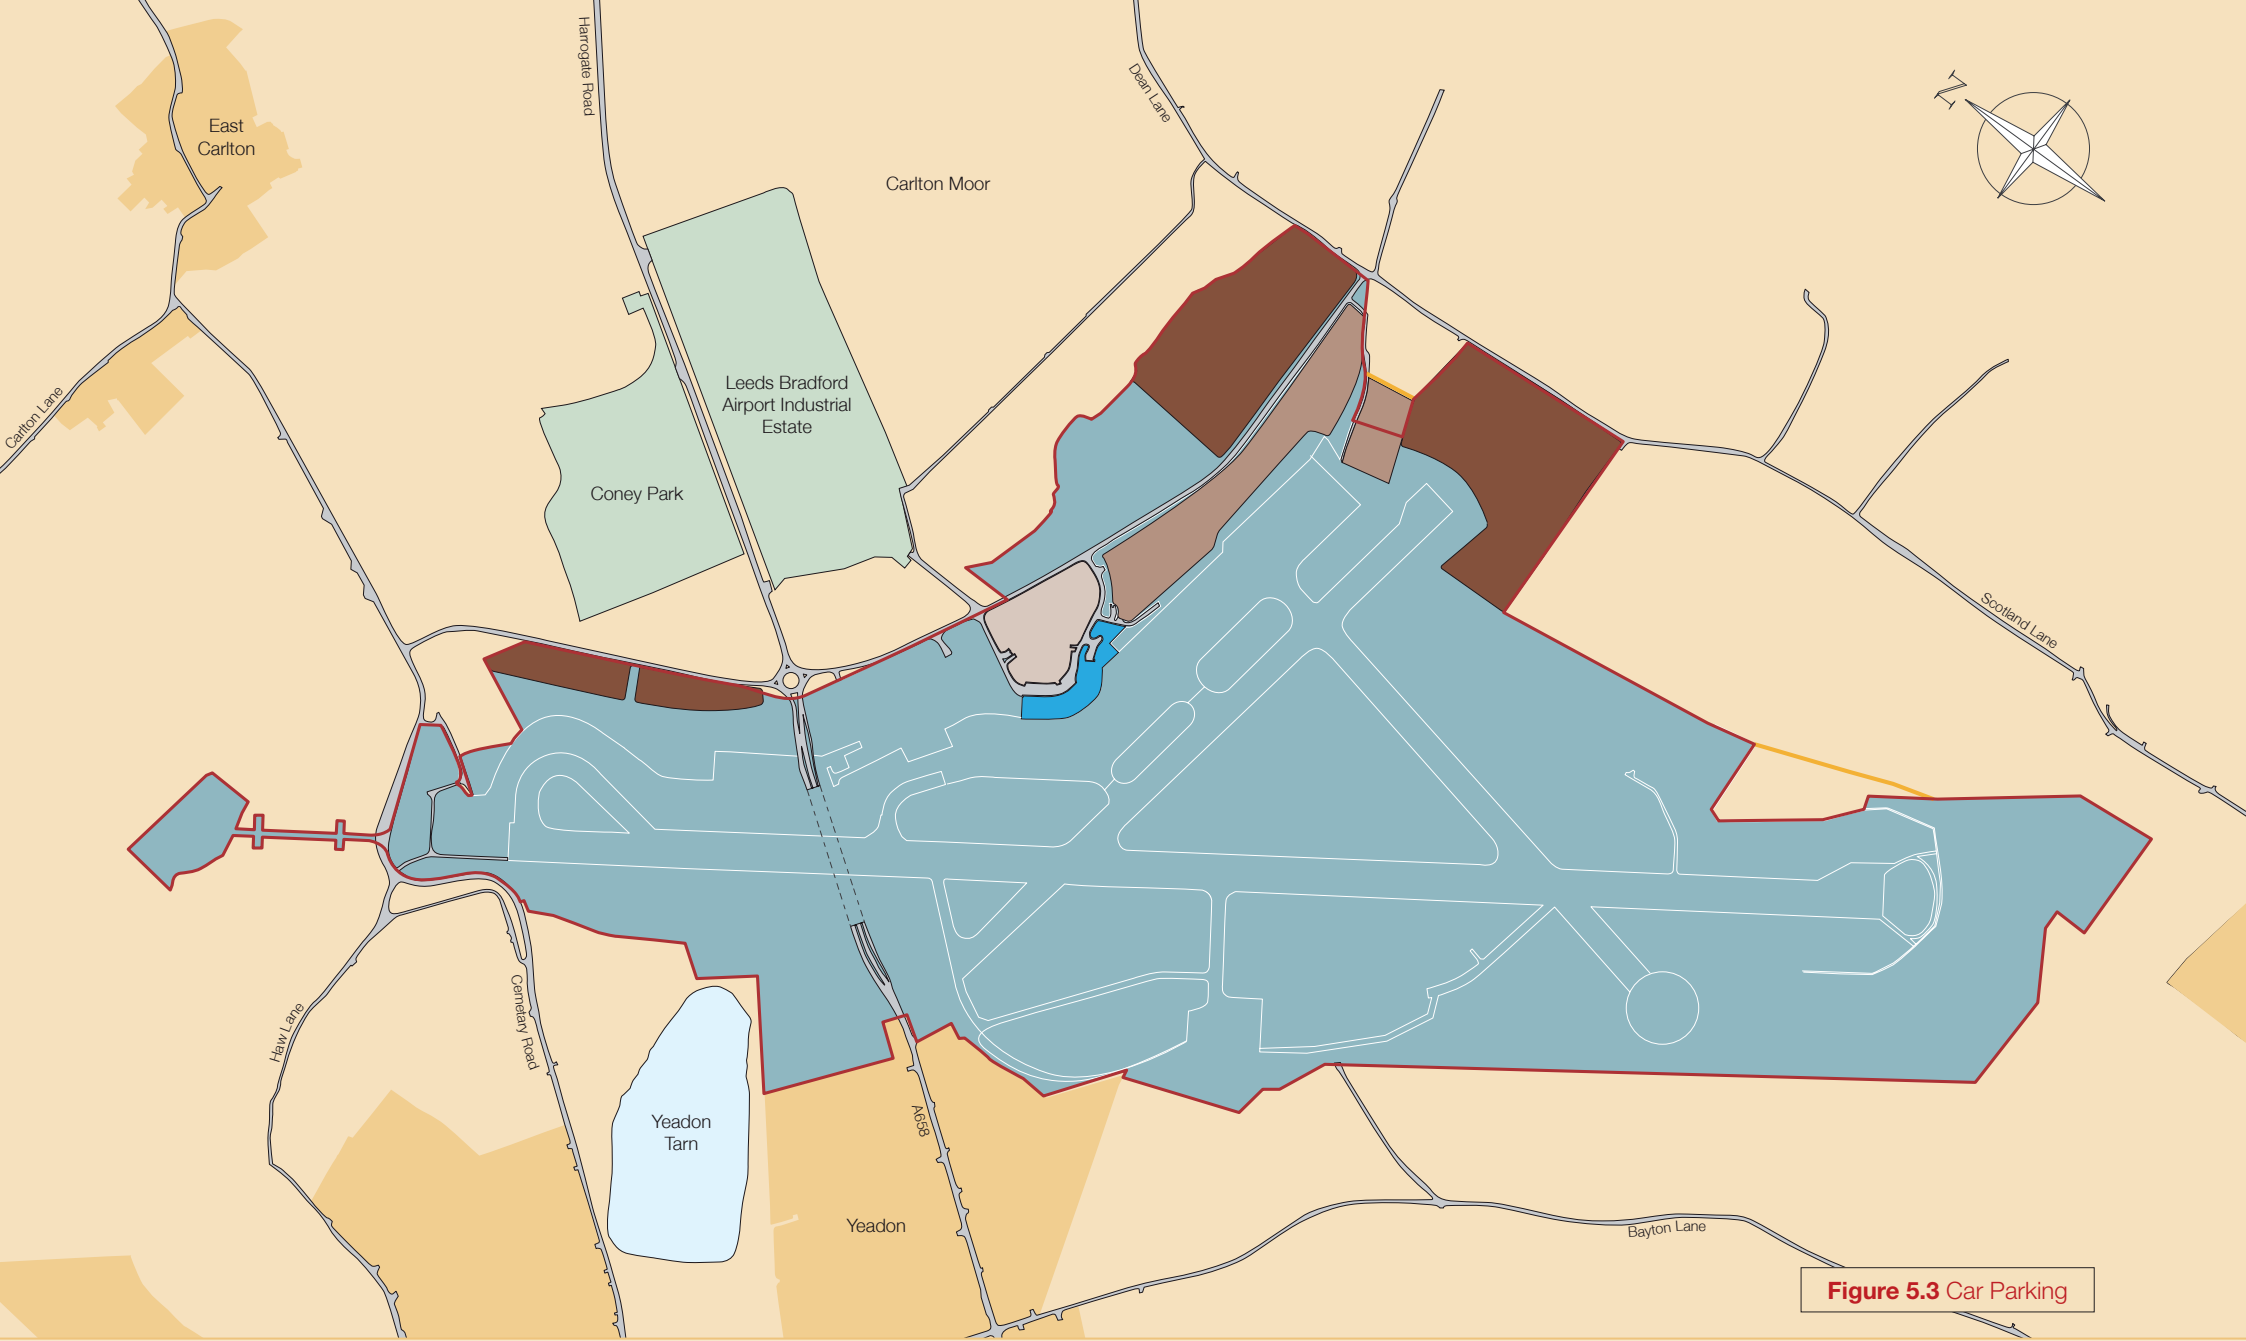 Harrogate Road
Dean Lane
N
East
Carlton
Carlton Moor
Leeds Bradford
Airport Industrial
Estate
Carlton Lane
Coney Park
Scotland Lane
Haw Lane
Cemetary Road
Yeadon
Tarn
A658
Yeadon
Bayton Lane
Figure 5.3 Car Parking